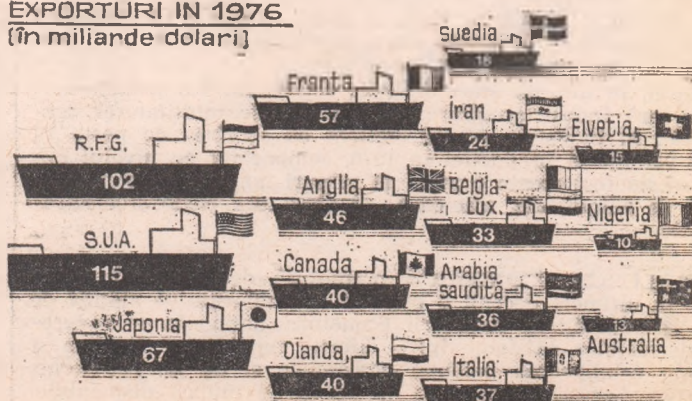 EXPORTURI IN 1976
(în miliarde dolari)
Suedia
18
Franta
57
Iran
24
Elveția
15
R.F.G.
102
Anglia
46
Belgia-
Lux.
33
Nigeria
10
S.U.A.
115
Canada
40
Arabia
saudită
36
13
Australia
Japonia
67
Olanda
40
Italia
37